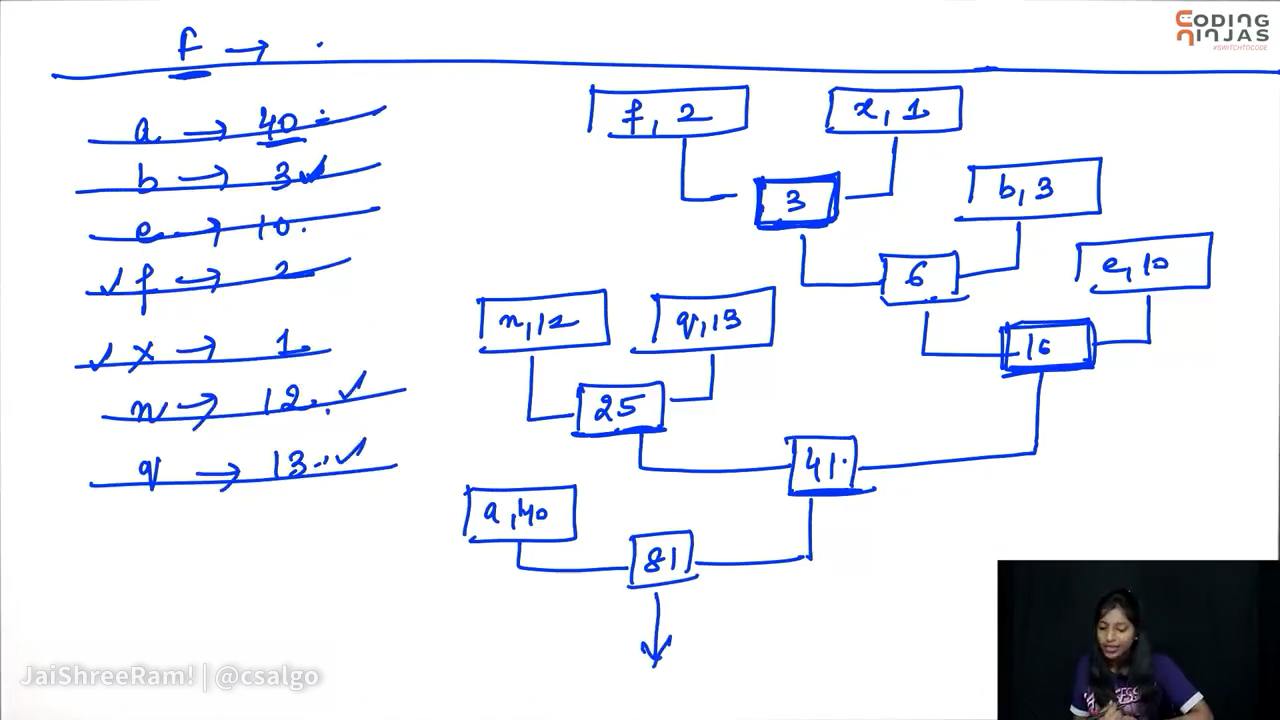 CODING
NINJAS
#SWITCHTOCODE
f →
a → 40
b → 3
e → 10
f → 2
x → 1
n → 12
q → 13
f, 2
x, 1
3
b, 3
6
e, 10
n, 12
q, 13
16
25
41
a, 40
81
JaiShreeRam! | @csalgo